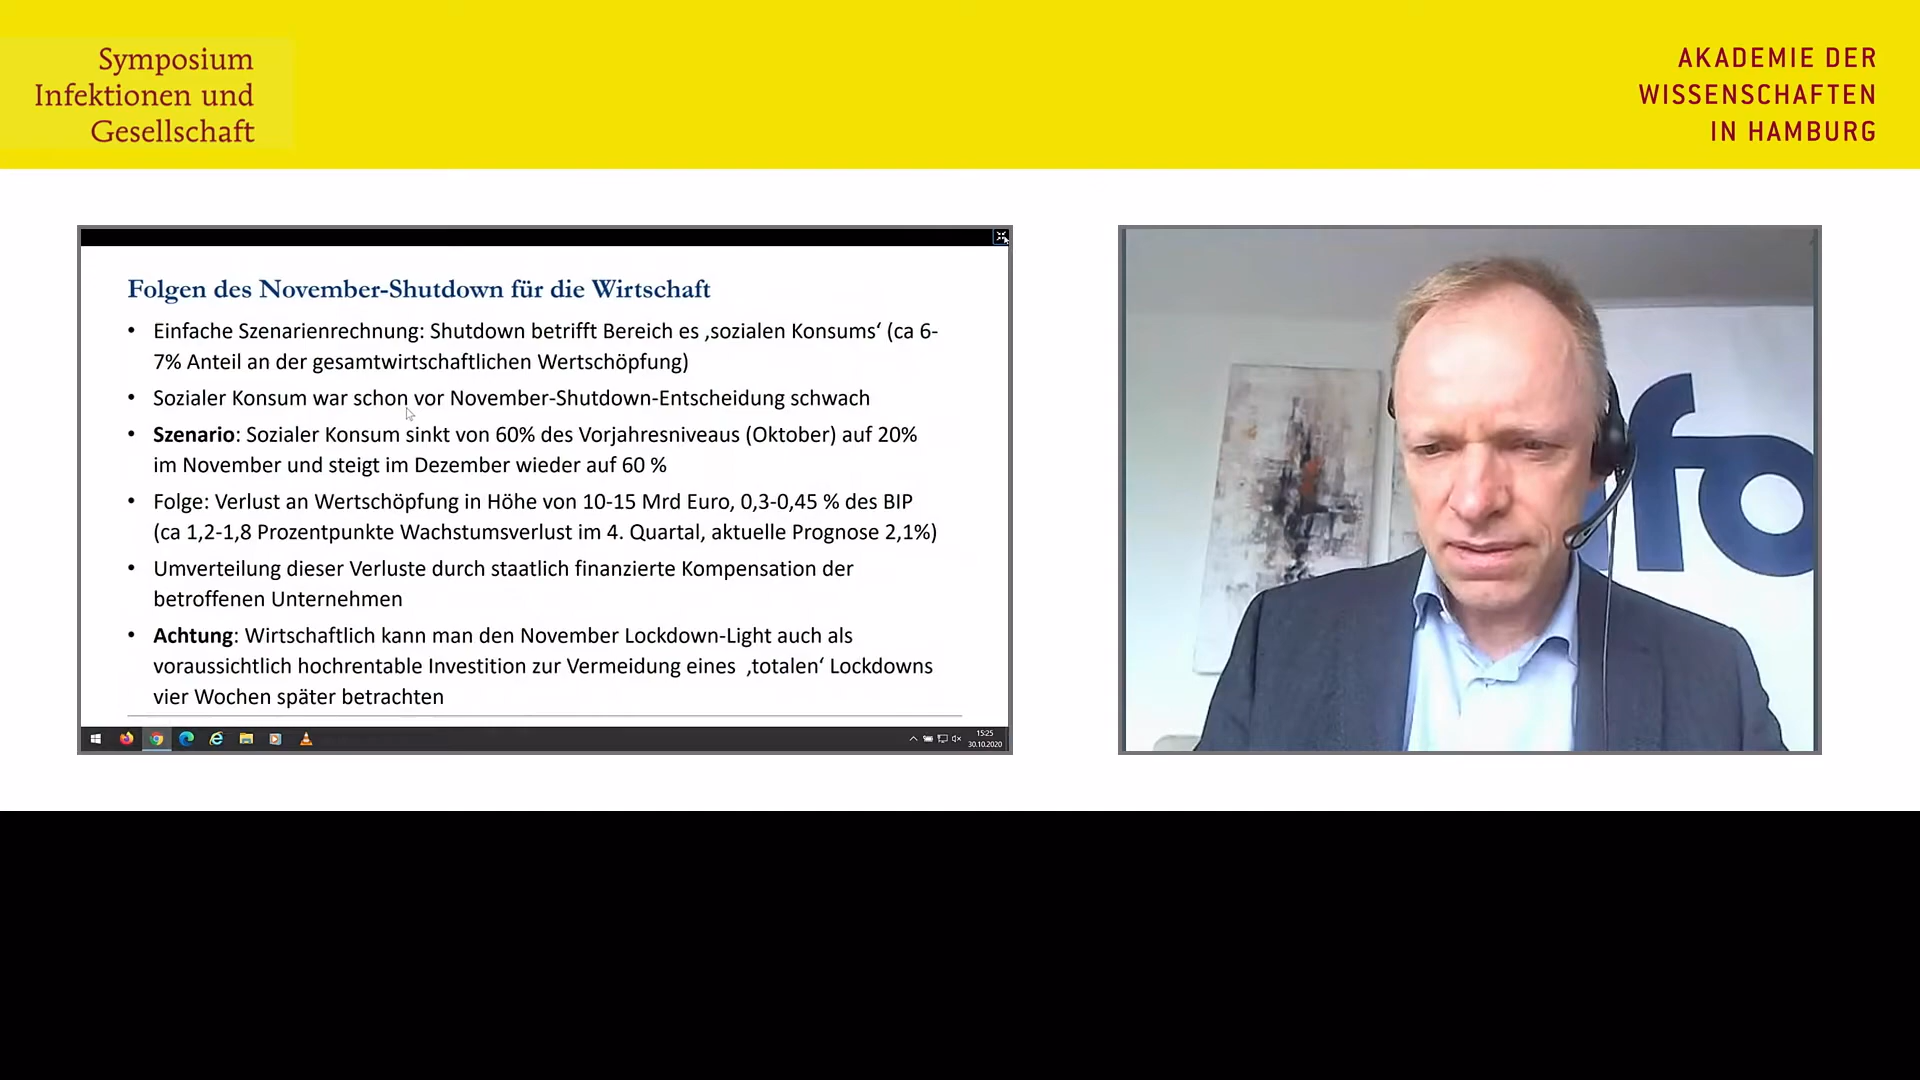 Symposium
Infektionen und
Gesellschaft
AKADEMIE DER
WISSENSCHAFTEN
IN HAMBURG
Folgen des November-Shutdown für die Wirtschaft
• Einfache Szenarienrechnung: Shutdown betrifft Bereich es ‚sozialen Konsums‘ (ca 6-
7% Anteil an der gesamtwirtschaftlichen Wertschöpfung)
• Sozialer Konsum war schon vor November-Shutdown-Entscheidung schwach
• Szenario: Sozialer Konsum sinkt von 60% des Vorjahresniveaus (Oktober) auf 20%
im November und steigt im Dezember wieder auf 60 %
• Folge: Verlust an Wertschöpfung in Höhe von 10-15 Mrd Euro, 0,3-0,45 % des BIP
(ca 1,2-1,8 Prozentpunkte Wachstumsverlust im 4. Quartal, aktuelle Prognose 2,1%)
• Umverteilung dieser Verluste durch staatlich finanzierte Kompensation der
betroffenen Unternehmen
• Achtung: Wirtschaftlich kann man den November Lockdown-Light auch als
voraussichtlich hochrentable Investition zur Vermeidung eines ‚totalen‘ Lockdowns
vier Wochen später betrachten
15:25
30.10.2020
fo